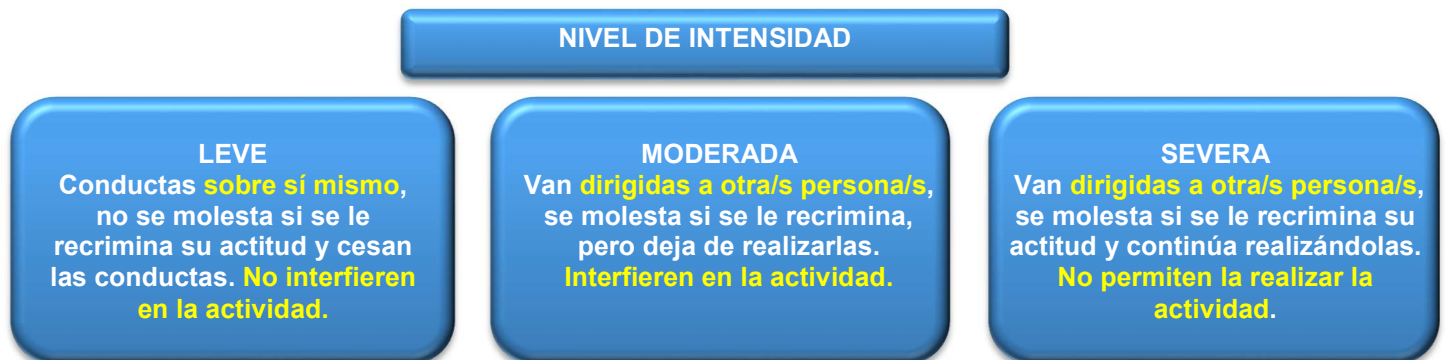 NIVEL DE INTENSIDAD
LEVE
Conductas sobre sí mismo,
no se molesta si se le
recrimina su actitud y cesan
las conductas. No interfieren
en la actividad.
MODERADA
Van dirigidas a otra/s persona/s,
se molesta si se le recrimina,
pero deja de realizarlas.
Interfieren en la actividad.
SEVERA
Van dirigidas a otra/s persona/s,
se molesta si se le recrimina su
actitud y continúa realizándolas.
No permiten la realizar la
actividad.